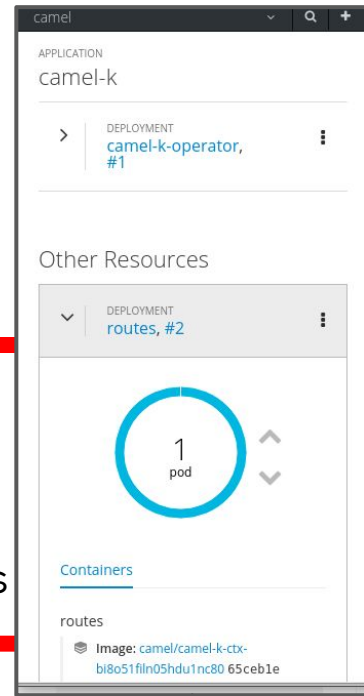 camel
APPLICATION
camel-k
DEPLOYMENT
camel-k-operator,
#1
Other Resources
DEPLOYMENT
routes, #2
1
pod
Containers
s
routes
Image: camel/camel-k-ctx-
bi8o51filn05hdu1nc80 65ceb1e